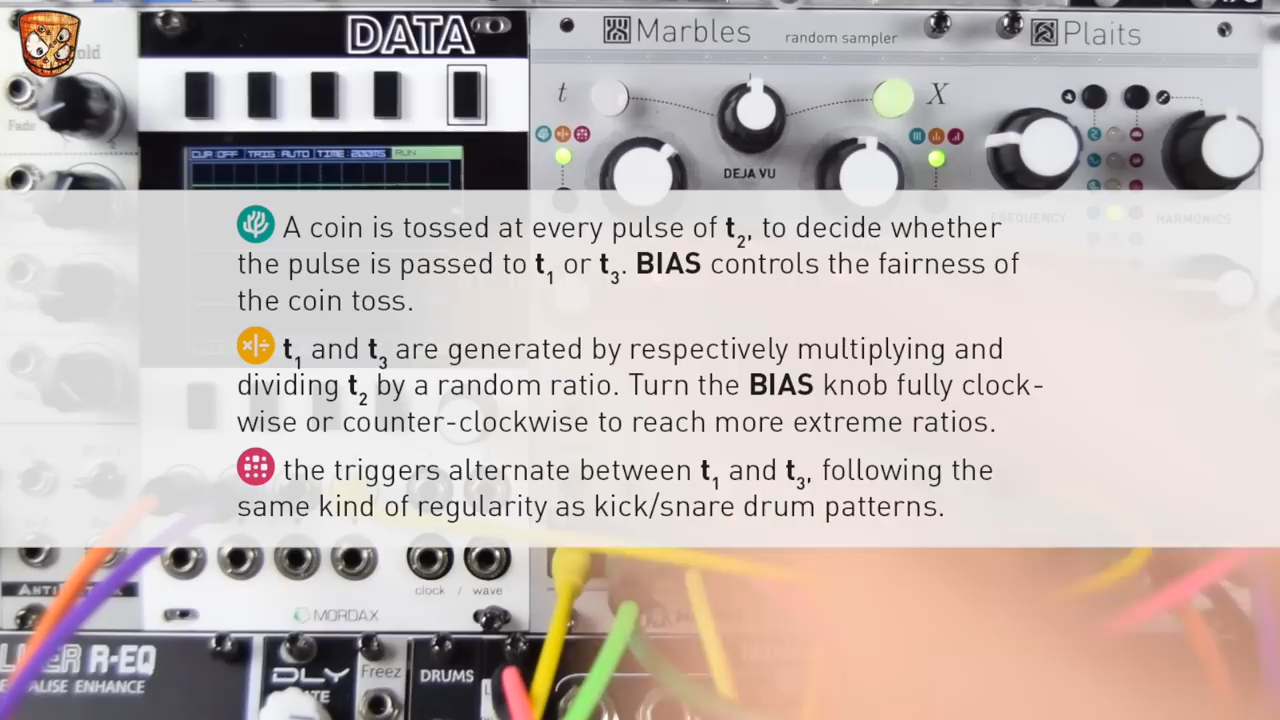 old
DATA
Marbles
random sampler
Plaits
Fade
t
X
DEJA VU
CUR OFF TRIG:AUTO TIME:200MS RUN
FREQUENCY
HARMONICS
A coin is tossed at every pulse of t2, to decide whether
the pulse is passed to t1 or t3. BIAS controls the fairness of
the coin toss.
t1 and t3 are generated by respectively multiplying and
dividing t2 by a random ratio. Turn the BIAS knob fully clock-
wise or counter-clockwise to reach more extreme ratios.
the triggers alternate between t1 and t3, following the
same kind of regularity as kick/snare drum patterns.
clock / wave
MORDAX
R-EQ
ALISE ENHANCE
DLY
Freez
DRUMS